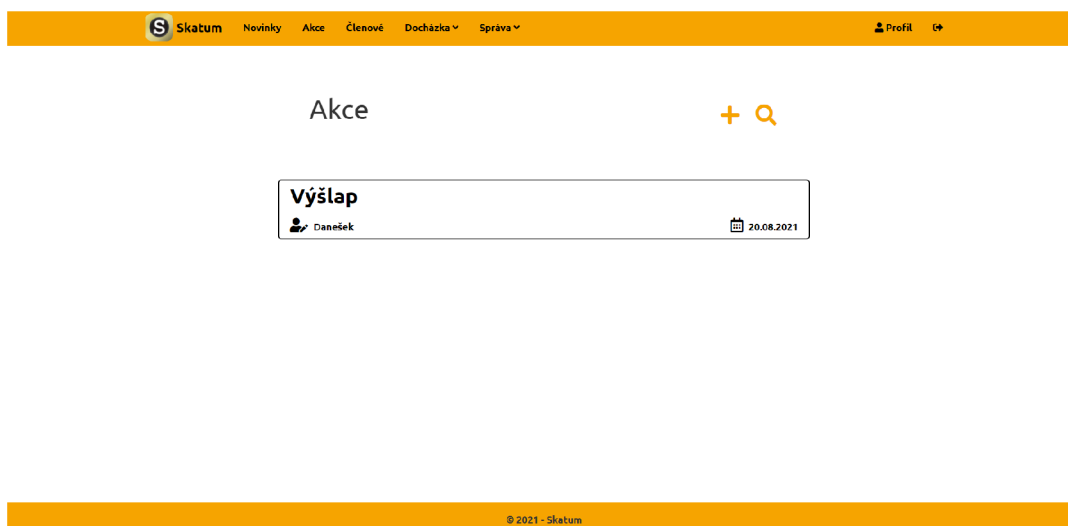 Skatum Novinky Akce Členové Docházka Správa Profil
Akce
Výšlap
Danešek 20.08.2021
© 2021 - Skatum